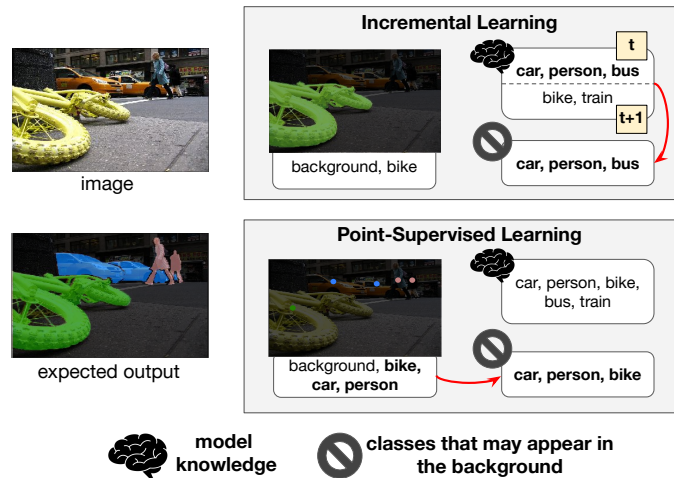 Incremental Learning
image
background, bike
t
car, person, bus
bike, train
t+1
car, person, bus
Point-Supervised Learning
expected output
background, bike,
car, person
car, person, bike,
bus, train
car, person, bike
model
knowledge
classes that may appear in
the background